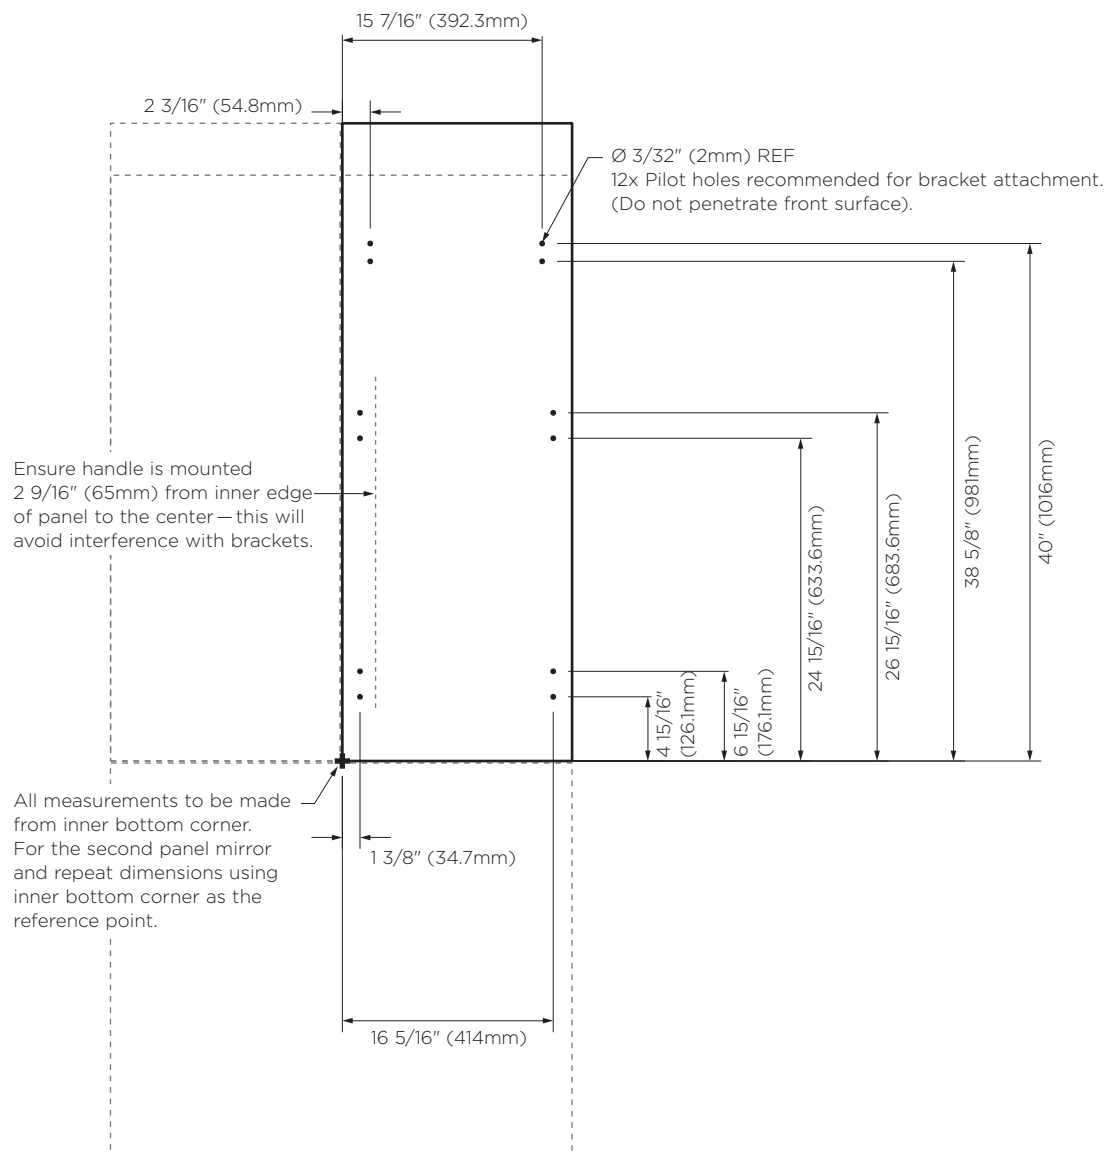 15 7/16" (392.3mm)
2 3/16" (54.8mm)
Ø 3/32" (2mm) REF
12x Pilot holes recommended for bracket attachment.
(Do not penetrate front surface).
Ensure handle is mounted
2 9/16" (65mm) from inner edge
of panel to the center — this will
avoid interference with brackets.
4 15/16"
(126.1mm)
6 15/16"
(176.1mm)
24 15/16" (633.6mm)
26 15/16" (683.6mm)
38 5/8" (981mm)
40" (1016mm)
All measurements to be made
from inner bottom corner.
For the second panel mirror
and repeat dimensions using
inner bottom corner as the
reference point.
1 3/8" (34.7mm)
16 5/16" (414mm)